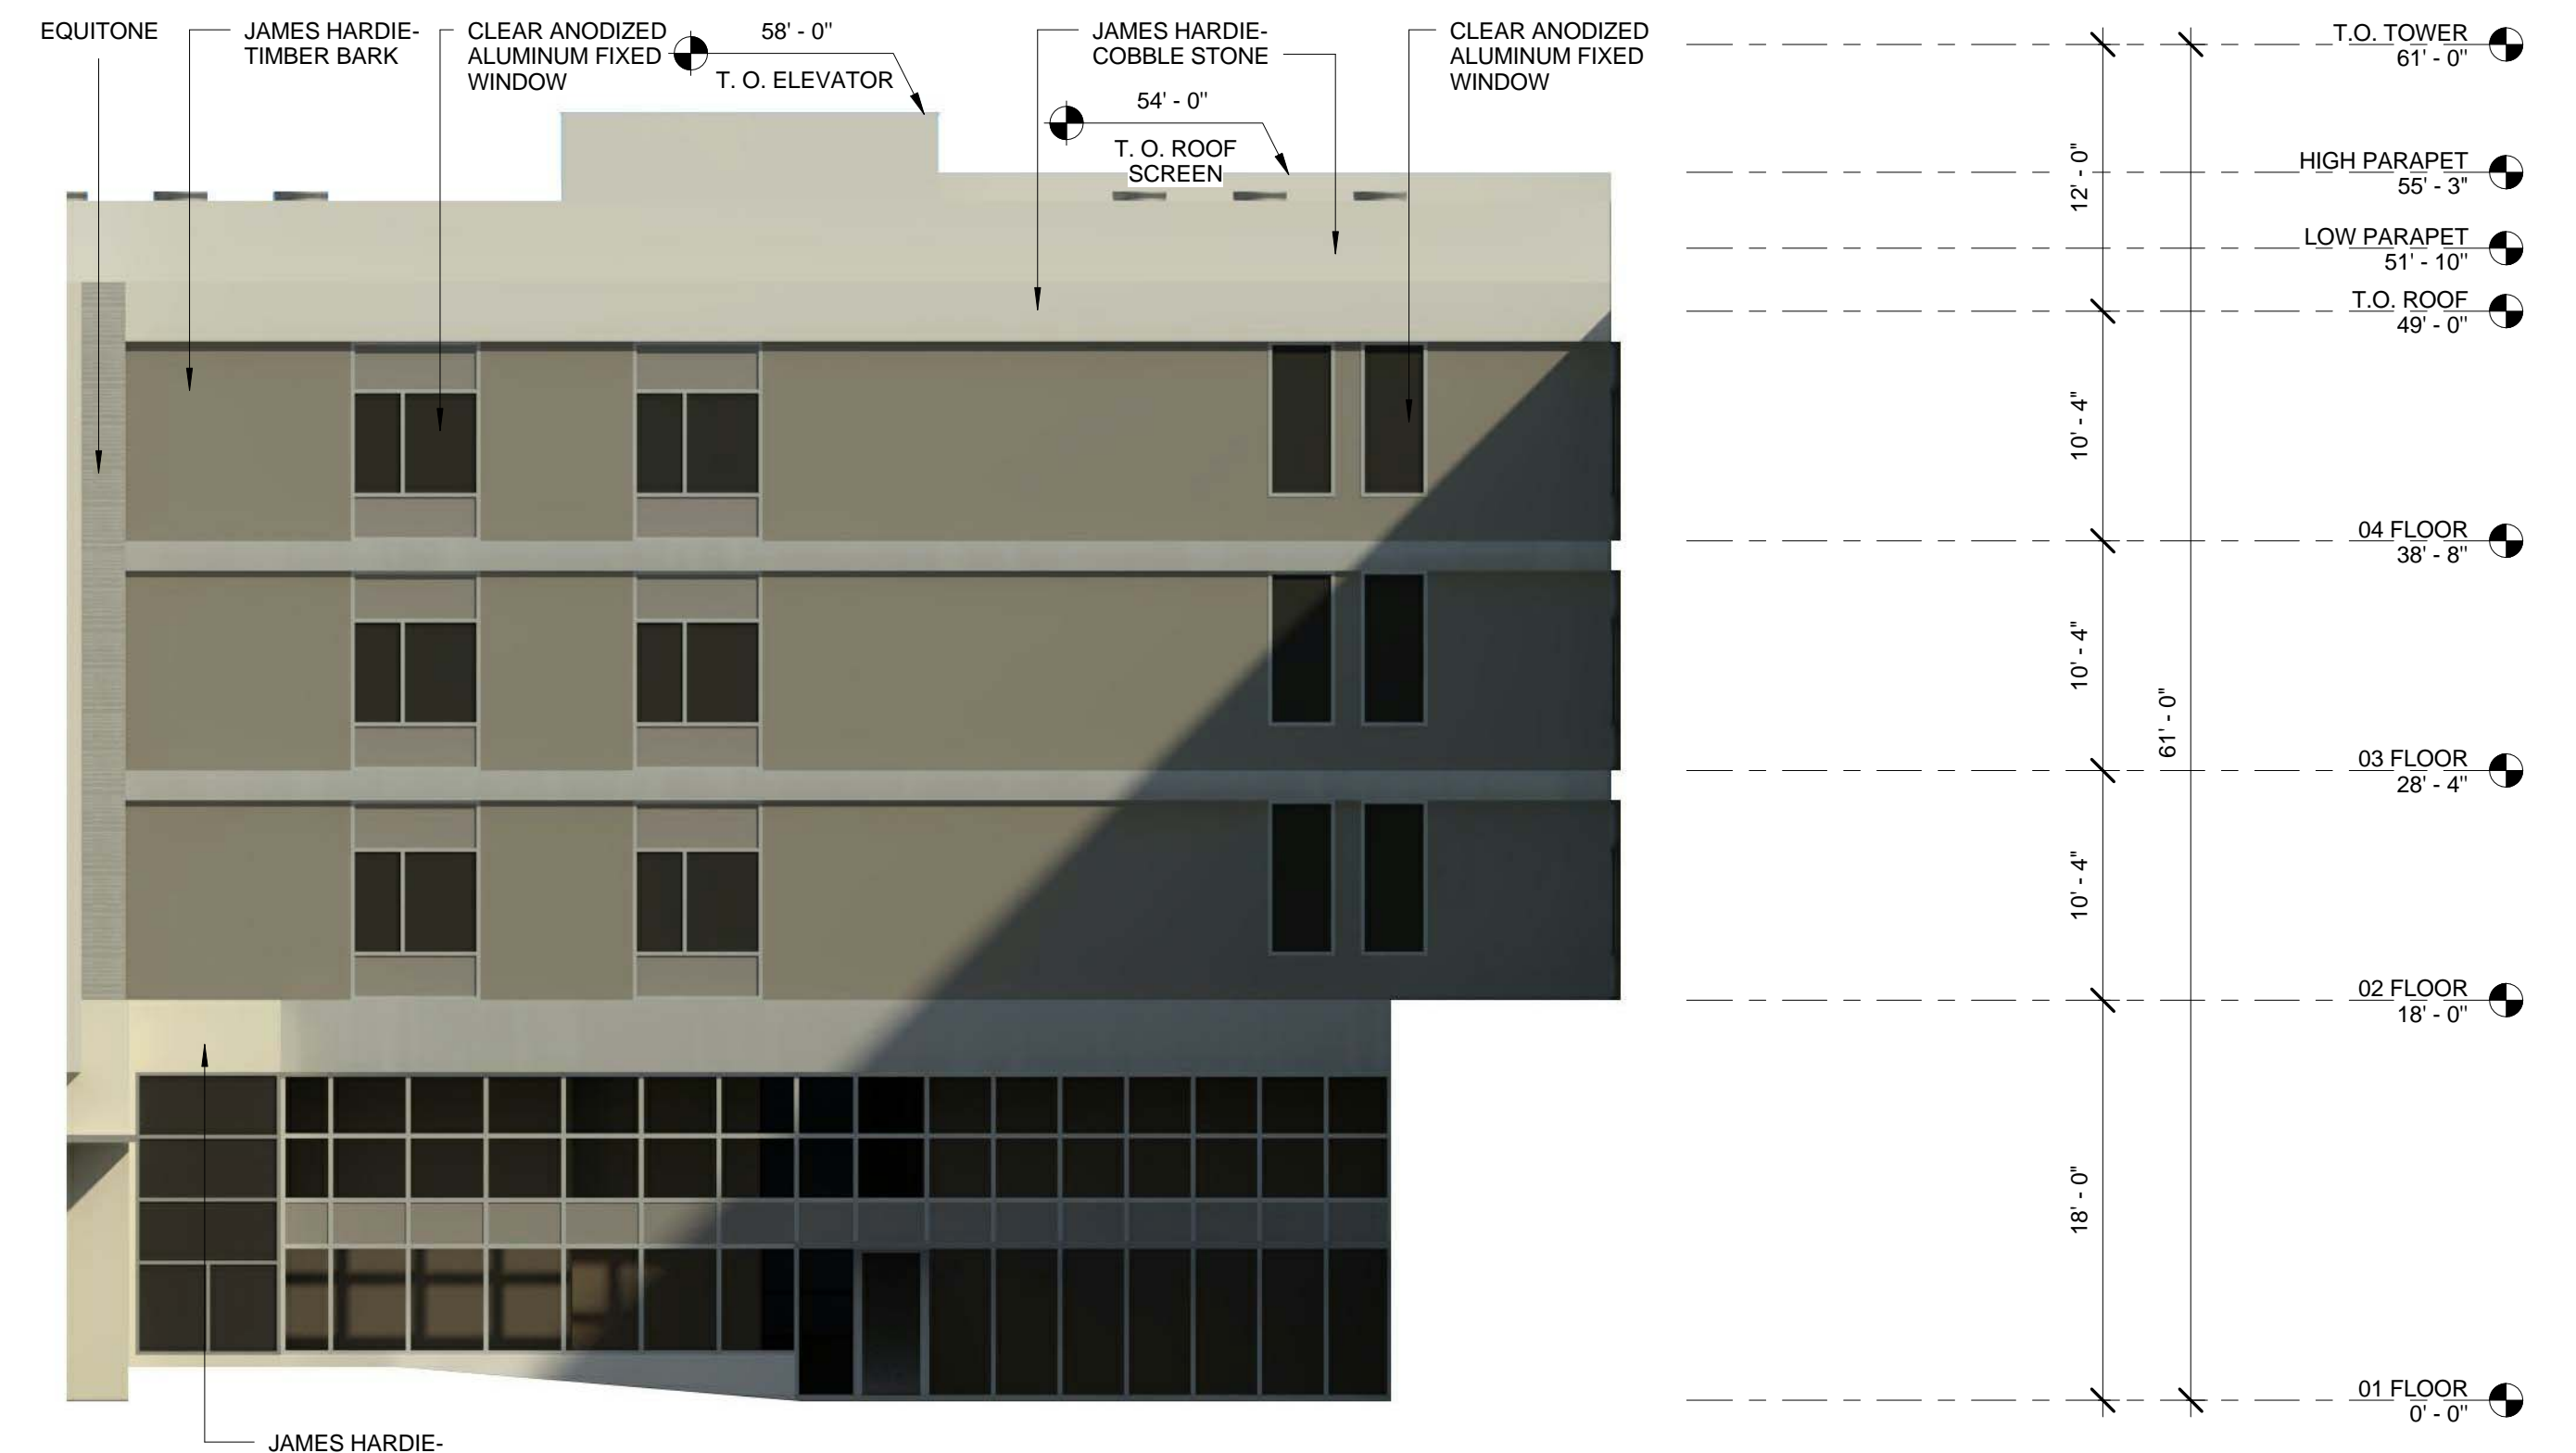 EQUITONE
JAMES HARDIE-
TIMBER BARK
CLEAR ANODIZED
ALUMINUM FIXED
WINDOW
58' - 0"
T. O. ELEVATOR
JAMES HARDIE-
COBBLE STONE
54' - 0"
T. O. ROOF
SCREEN
CLEAR ANODIZED
ALUMINUM FIXED
WINDOW
T.O. TOWER
61' - 0"
HIGH PARAPET
55' - 3"
LOW PARAPET
51' - 10"
T.O. ROOF
49' - 0"
04 FLOOR
38' - 8"
03 FLOOR
28' - 4"
02 FLOOR
18' - 0"
01 FLOOR
0' - 0"
12' - 0"
10' - 4"
10' - 4"
10' - 4"
18' - 0"
61' - 0"
JAMES HARDIE-